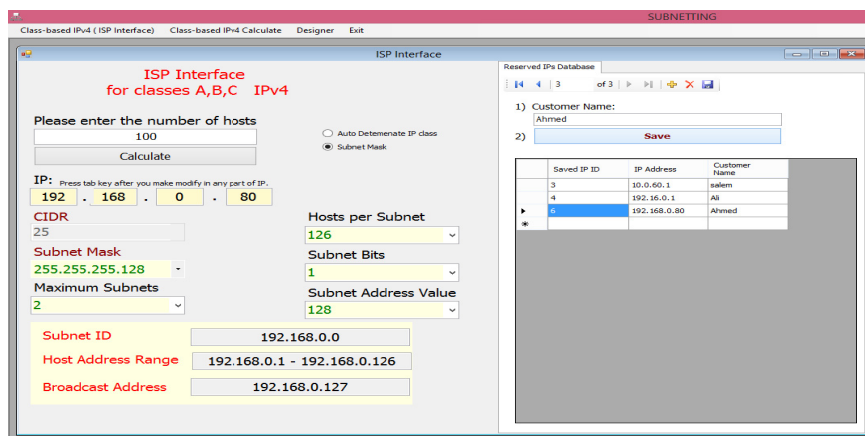 SUBNETTING
Class-based IPv4 ( ISP Interface) Class-based IPv4 Calculate Designer Exit
ISP Interface
ISP Interface
for classes A,B,C IPv4
Please enter the number of hosts
100
Calculate
Auto Detemenate IP class
Subnet Mask
IP: Press tab key after you make modify in any part of IP.
192 . 168 . 0 . 80
CIDR
25
Subnet Mask
255.255.255.128
Maximum Subnets
2
Hosts per Subnet
126
Subnet Bits
1
Subnet Address Value
128
Subnet ID 192.168.0.0
Host Address Range 192.168.0.1 - 192.168.0.126
Broadcast Address 192.168.0.127
Reserved IPs Database
3 of 3
1) Customer Name:
Ahmed
2) Save
Saved IP ID IP Address Customer Name
3 10.0.60.1 salem
4 192.16.0.1 Ali
6 192.168.0.80 Ahmed